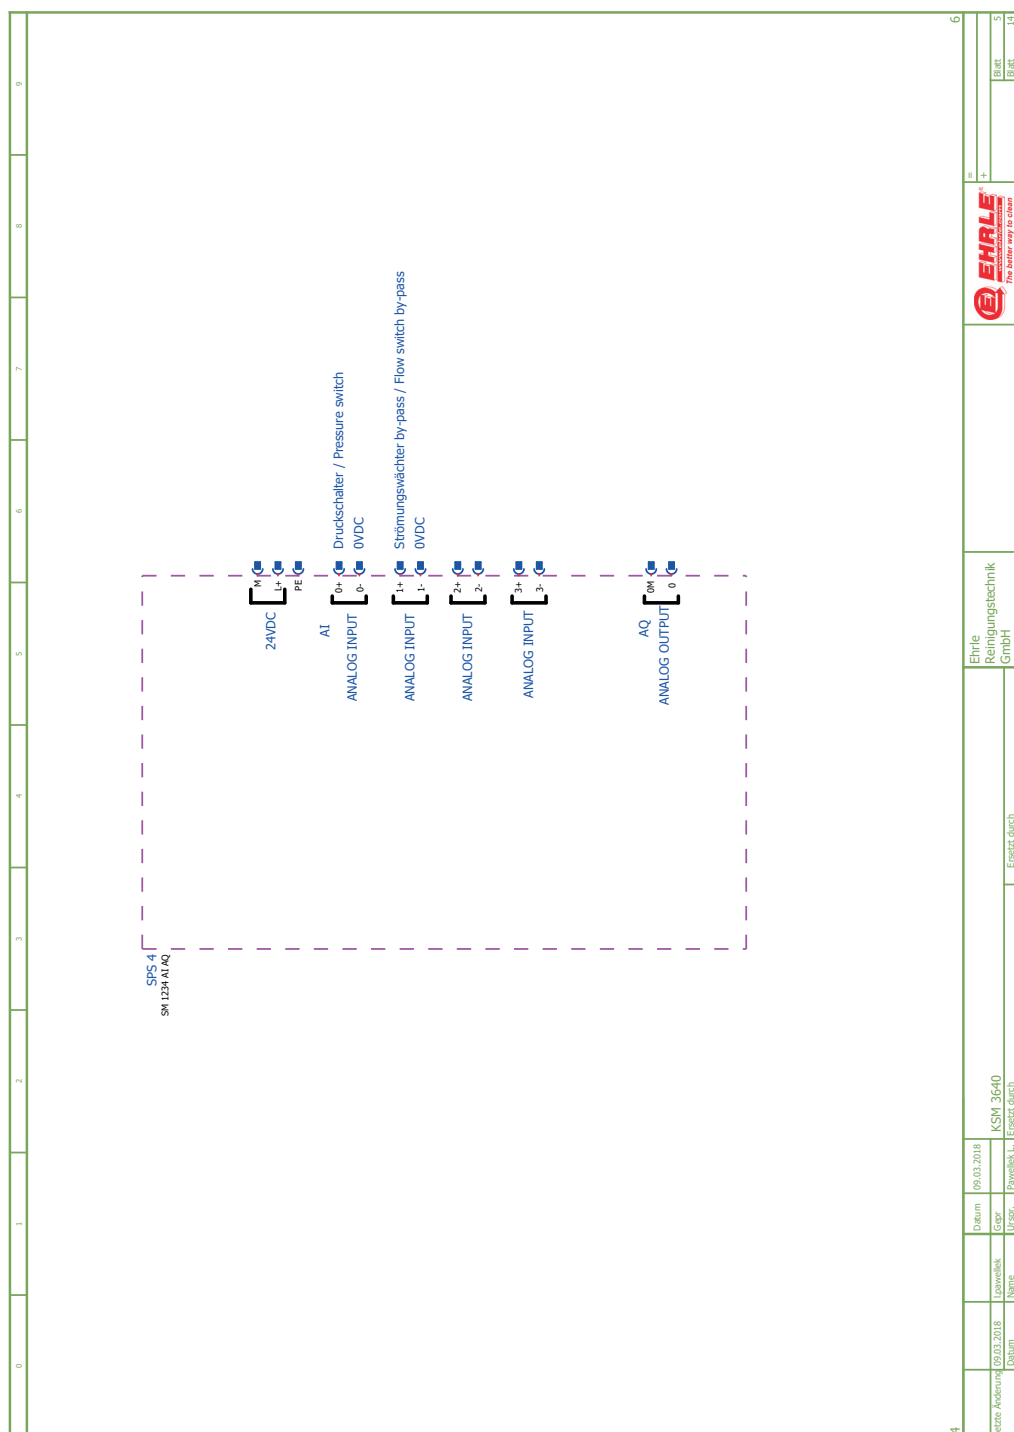 0
1
2
3
4
5
6
7
8
9
SPS 4
SM 1234 AI AQ
24VDC
M
L+
PE
AI
ANALOG INPUT
0+
0-
Druckschalter / Pressure switch
0VDC
ANALOG INPUT
1+
1-
Strömungswächter by-pass / Flow switch by-pass
0VDC
ANALOG INPUT
2+
2-
ANALOG INPUT
3+
3-
AQ
ANALOG OUTPUT
0M
0
4
6
Datum
09.03.2018
etzte Änderung
09.03.2018
Lpawellek
Gepr
KSM 3640
Datum
Name
Urspr.
Pawellek L.
Ersetzt durch
Ersetzt durch
Ehrle
Reinigungstechnik
GmbH
EHRLE
The better way to clean
=
+
Blatt
5
Blatt
14